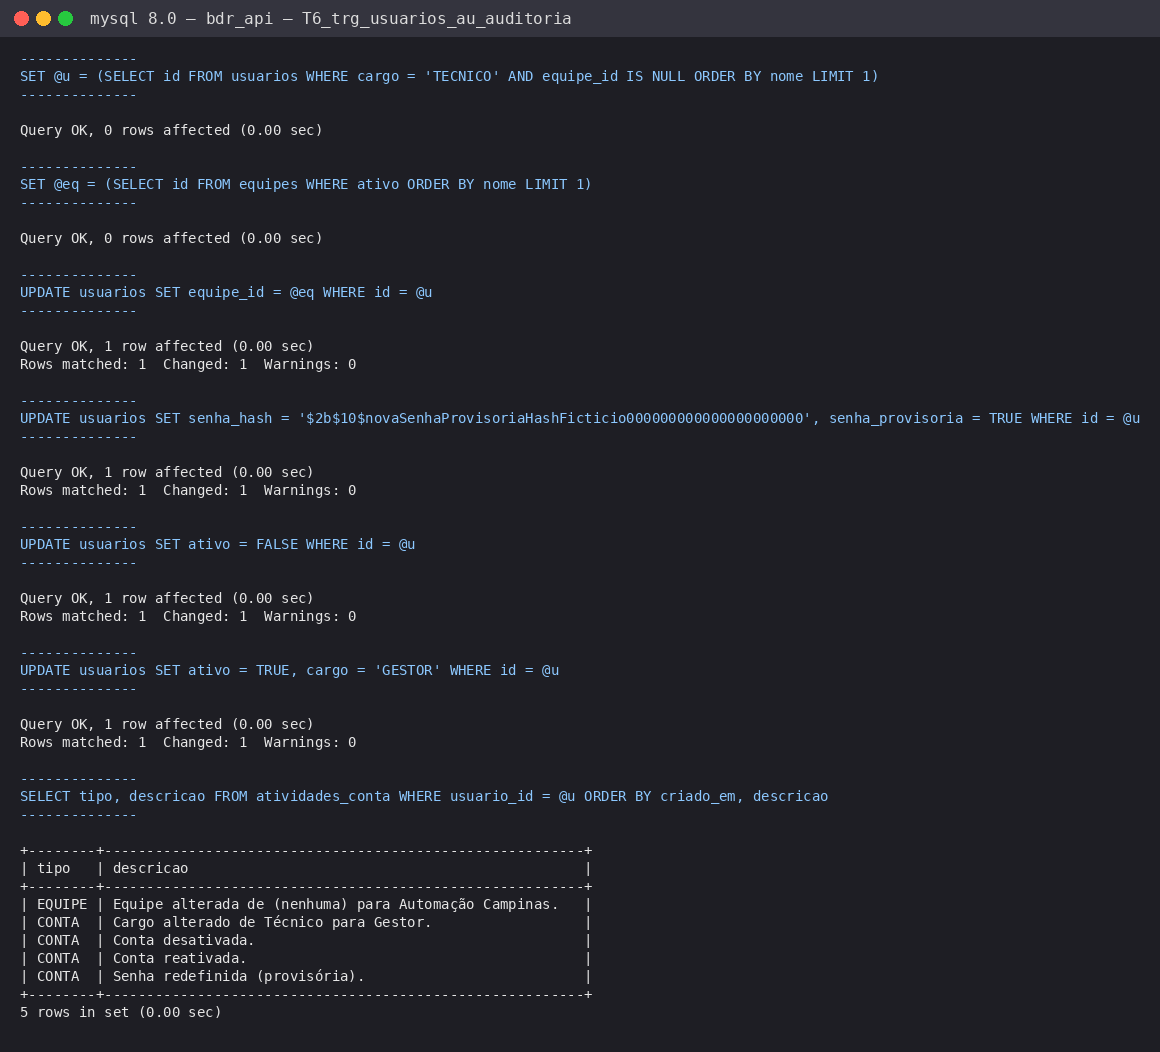 mysql 8.0 — bdr_api — T6_trg_usuarios_au_auditoria
--------------
SET @u = (SELECT id FROM usuarios WHERE cargo = 'TECNICO' AND equipe_id IS NULL ORDER BY nome LIMIT 1)
--------------
Query OK, 0 rows affected (0.00 sec)
--------------
SET @eq = (SELECT id FROM equipes WHERE ativo ORDER BY nome LIMIT 1)
--------------
Query OK, 0 rows affected (0.00 sec)
--------------
UPDATE usuarios SET equipe_id = @eq WHERE id = @u
--------------
Query OK, 1 row affected (0.00 sec)
Rows matched: 1  Changed: 1  Warnings: 0
--------------
UPDATE usuarios SET senha_hash = '$2b$10$novaSenhaProvisoriaHashFicticio000000000000000000000', senha_provisoria = TRUE WHERE id = @u
--------------
Query OK, 1 row affected (0.00 sec)
Rows matched: 1  Changed: 1  Warnings: 0
--------------
UPDATE usuarios SET ativo = FALSE WHERE id = @u
--------------
Query OK, 1 row affected (0.00 sec)
Rows matched: 1  Changed: 1  Warnings: 0
--------------
UPDATE usuarios SET ativo = TRUE, cargo = 'GESTOR' WHERE id = @u
--------------
Query OK, 1 row affected (0.00 sec)
Rows matched: 1  Changed: 1  Warnings: 0
--------------
SELECT tipo, descricao FROM atividades_conta WHERE usuario_id = @u ORDER BY criado_em, descricao
--------------
+--------+---------------------------------------------------------+
| tipo   | descricao                                               |
+--------+---------------------------------------------------------+
| EQUIPE | Equipe alterada de (nenhuma) para Automação Campinas.   |
| CONTA  | Cargo alterado de Técnico para Gestor.                  |
| CONTA  | Conta desativada.                                       |
| CONTA  | Conta reativada.                                        |
| CONTA  | Senha redefinida (provisória).                          |
+--------+---------------------------------------------------------+
5 rows in set (0.00 sec)